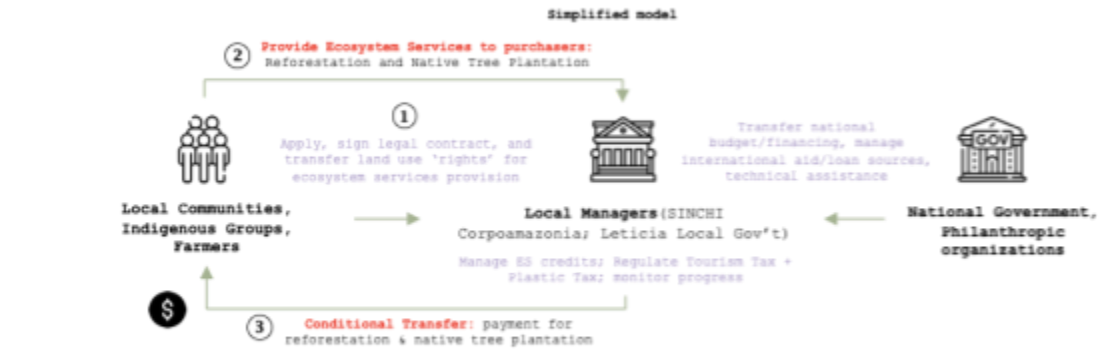 Simplified model
② Provide Ecosystem Services to purchasers:
Reforestation and Native Tree Plantation
①
Apply, sign legal contract, and
transfer land use 'rights' for
ecosystem services provision
Transfer national
budget/financing, manage
international aid/loan sources,
technical assistance
GOV
Local Communities,
Indigenous Groups,
Farmers
Local Managers(SINCHI
Corpoamazonia; Leticia Local Gov't)
Manage ES credits; Regulate Tourism Tax +
Plastic Tax; monitor progress
National Government,
Philanthropic
organizations
$
③ Conditional Transfer: payment for
reforestation & native tree plantation